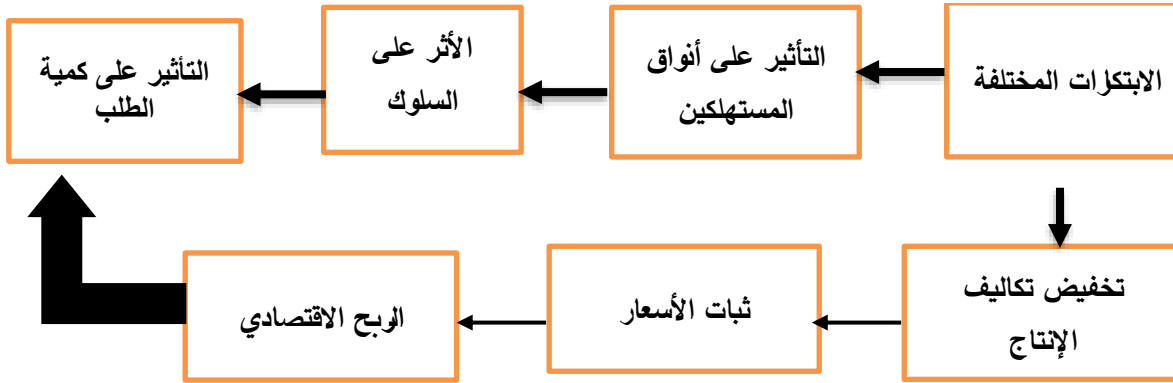 الابتكارات المختلفة
التأثير على أنواق
المستهلكين
الأثر على
السلوك
التأثير على كمية
الطلب
تخفيض تكاليف
الإنتاج
ثبات الأسعار
الربح الاقتصادي